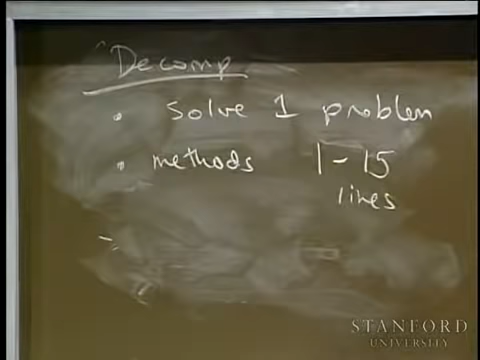 Decomp
• solve 1 problem
• methods 1-15
lines
STANFORD
UNIVERSITY